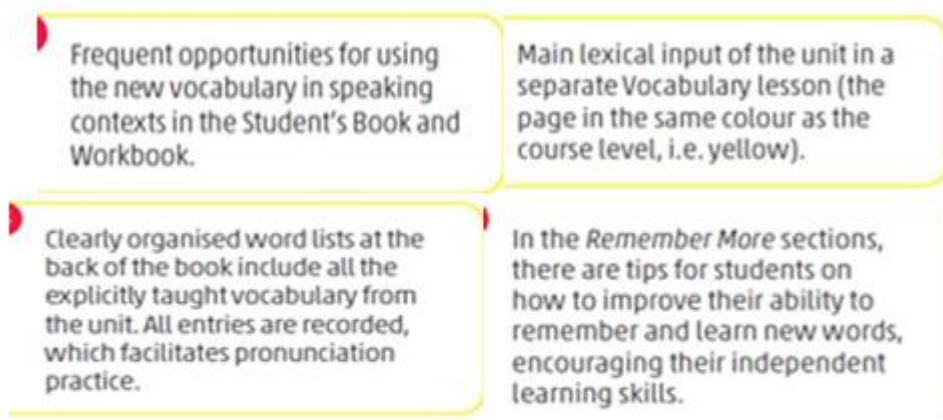 Frequent opportunities for using
the new vocabulary in speaking
contexts in the Student's Book and
Workbook.
Main lexical input of the unit in a
separate Vocabulary lesson (the
page in the same colour as the
course level, i.e. yellow).
Clearly organised word lists at the
back of the book include all the
explicitly taught vocabulary from
the unit. All entries are recorded,
which facilitates pronunciation
practice.
In the Remember More sections,
there are tips for students on
how to improve their ability to
remember and learn new words,
encouraging their independent
learning skills.